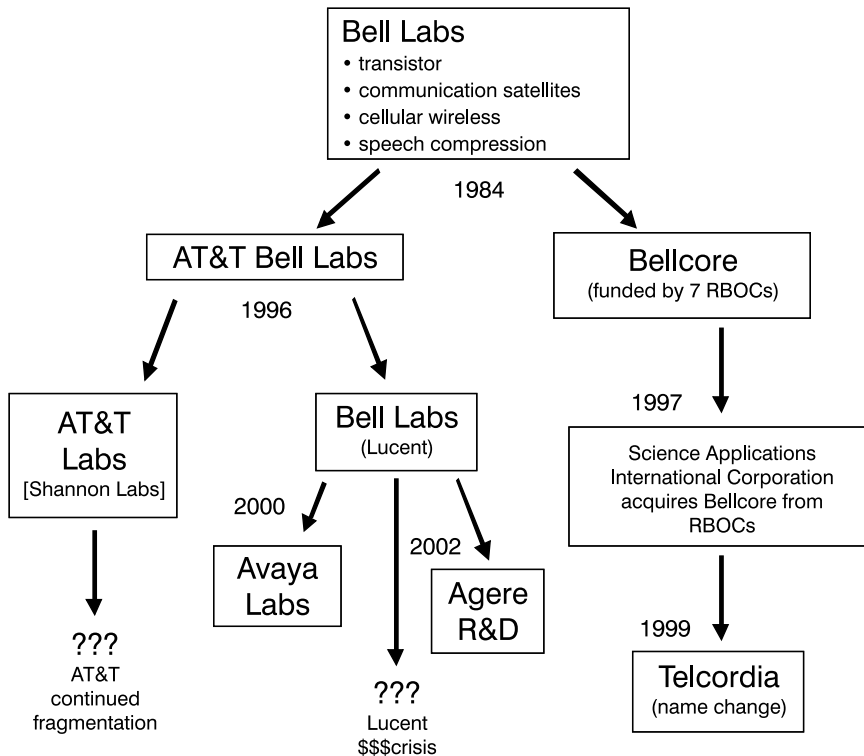 Bell Labs
• transistor
• communication satellites
• cellular wireless
• speech compression
1984
AT&T Bell Labs
Bellcore
(funded by 7 RBOCs)
1996
1997
AT&T
Labs
[Shannon Labs]
Bell Labs
(Lucent)
Science Applications
International Corporation
acquires Bellcore from
RBOCs
2000
2002
Avaya
Labs
Agere
R&D
1999
???
AT&T
continued
fragmentation
???
Lucent
$$$crisis
Telcordia
(name change)